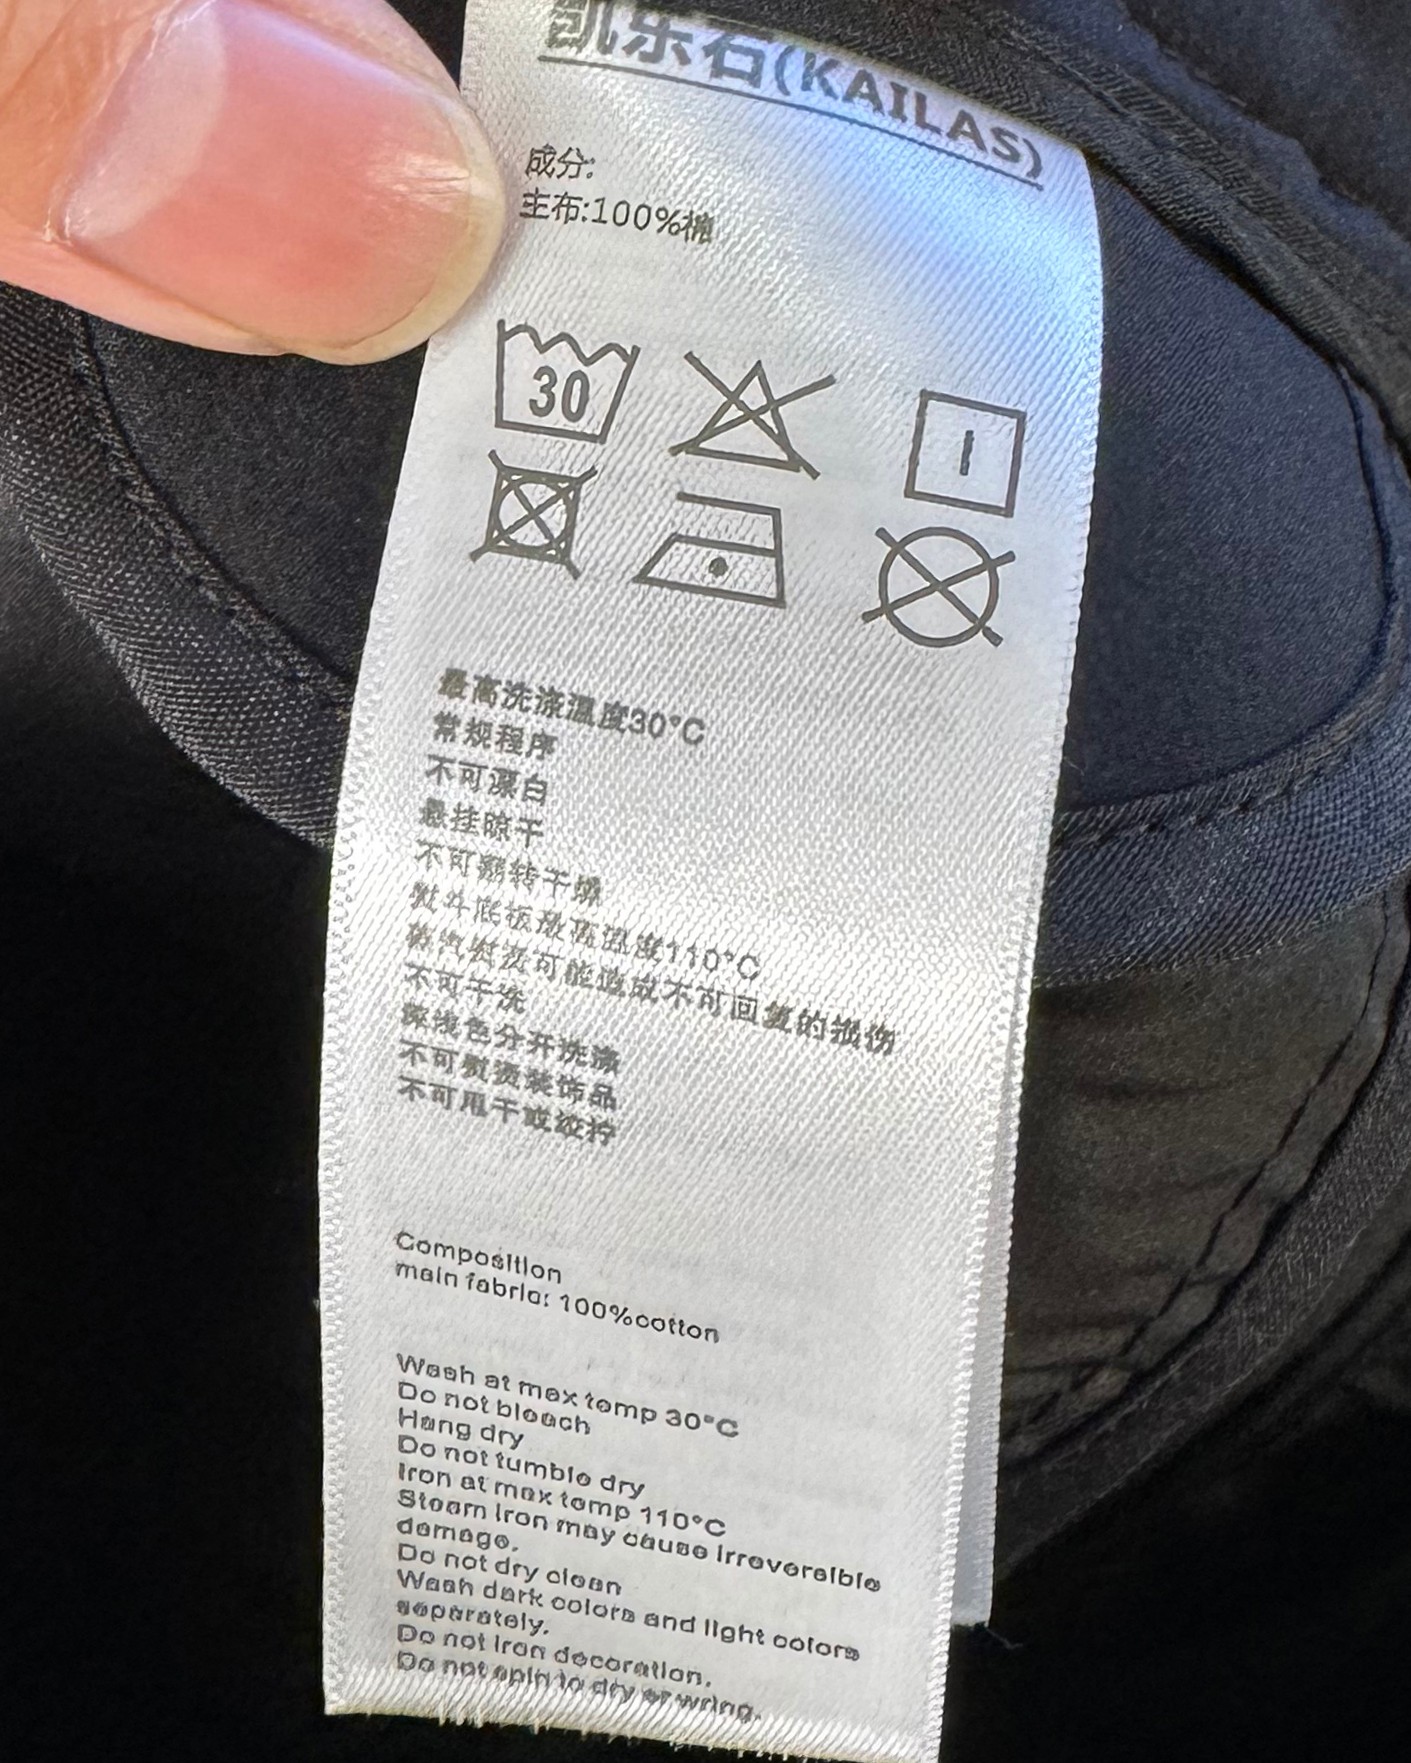 凯乐石(KAILAS)
成分:
主布:100%棉
30
最高洗涤温度30°C
常规程序
不可漂白
悬挂晾干
不可翻转干燥
熨斗底板最高温度110°C
蒸汽熨烫可能造成不可回复的损伤
不可干洗
深浅色分开洗涤
不可熨烫装饰品
不可甩干或绞拧
Composition
main fabric: 100%cotton
Wash at max temp 30°C
Do not bleach
Hang dry
Do not tumble dry
Iron at max temp 110°C
Steam iron may cause irreversible
damage.
Do not dry clean
Wash dark colors and light colors
separately.
Do not iron decoration.
Do not spin to dry or wring.